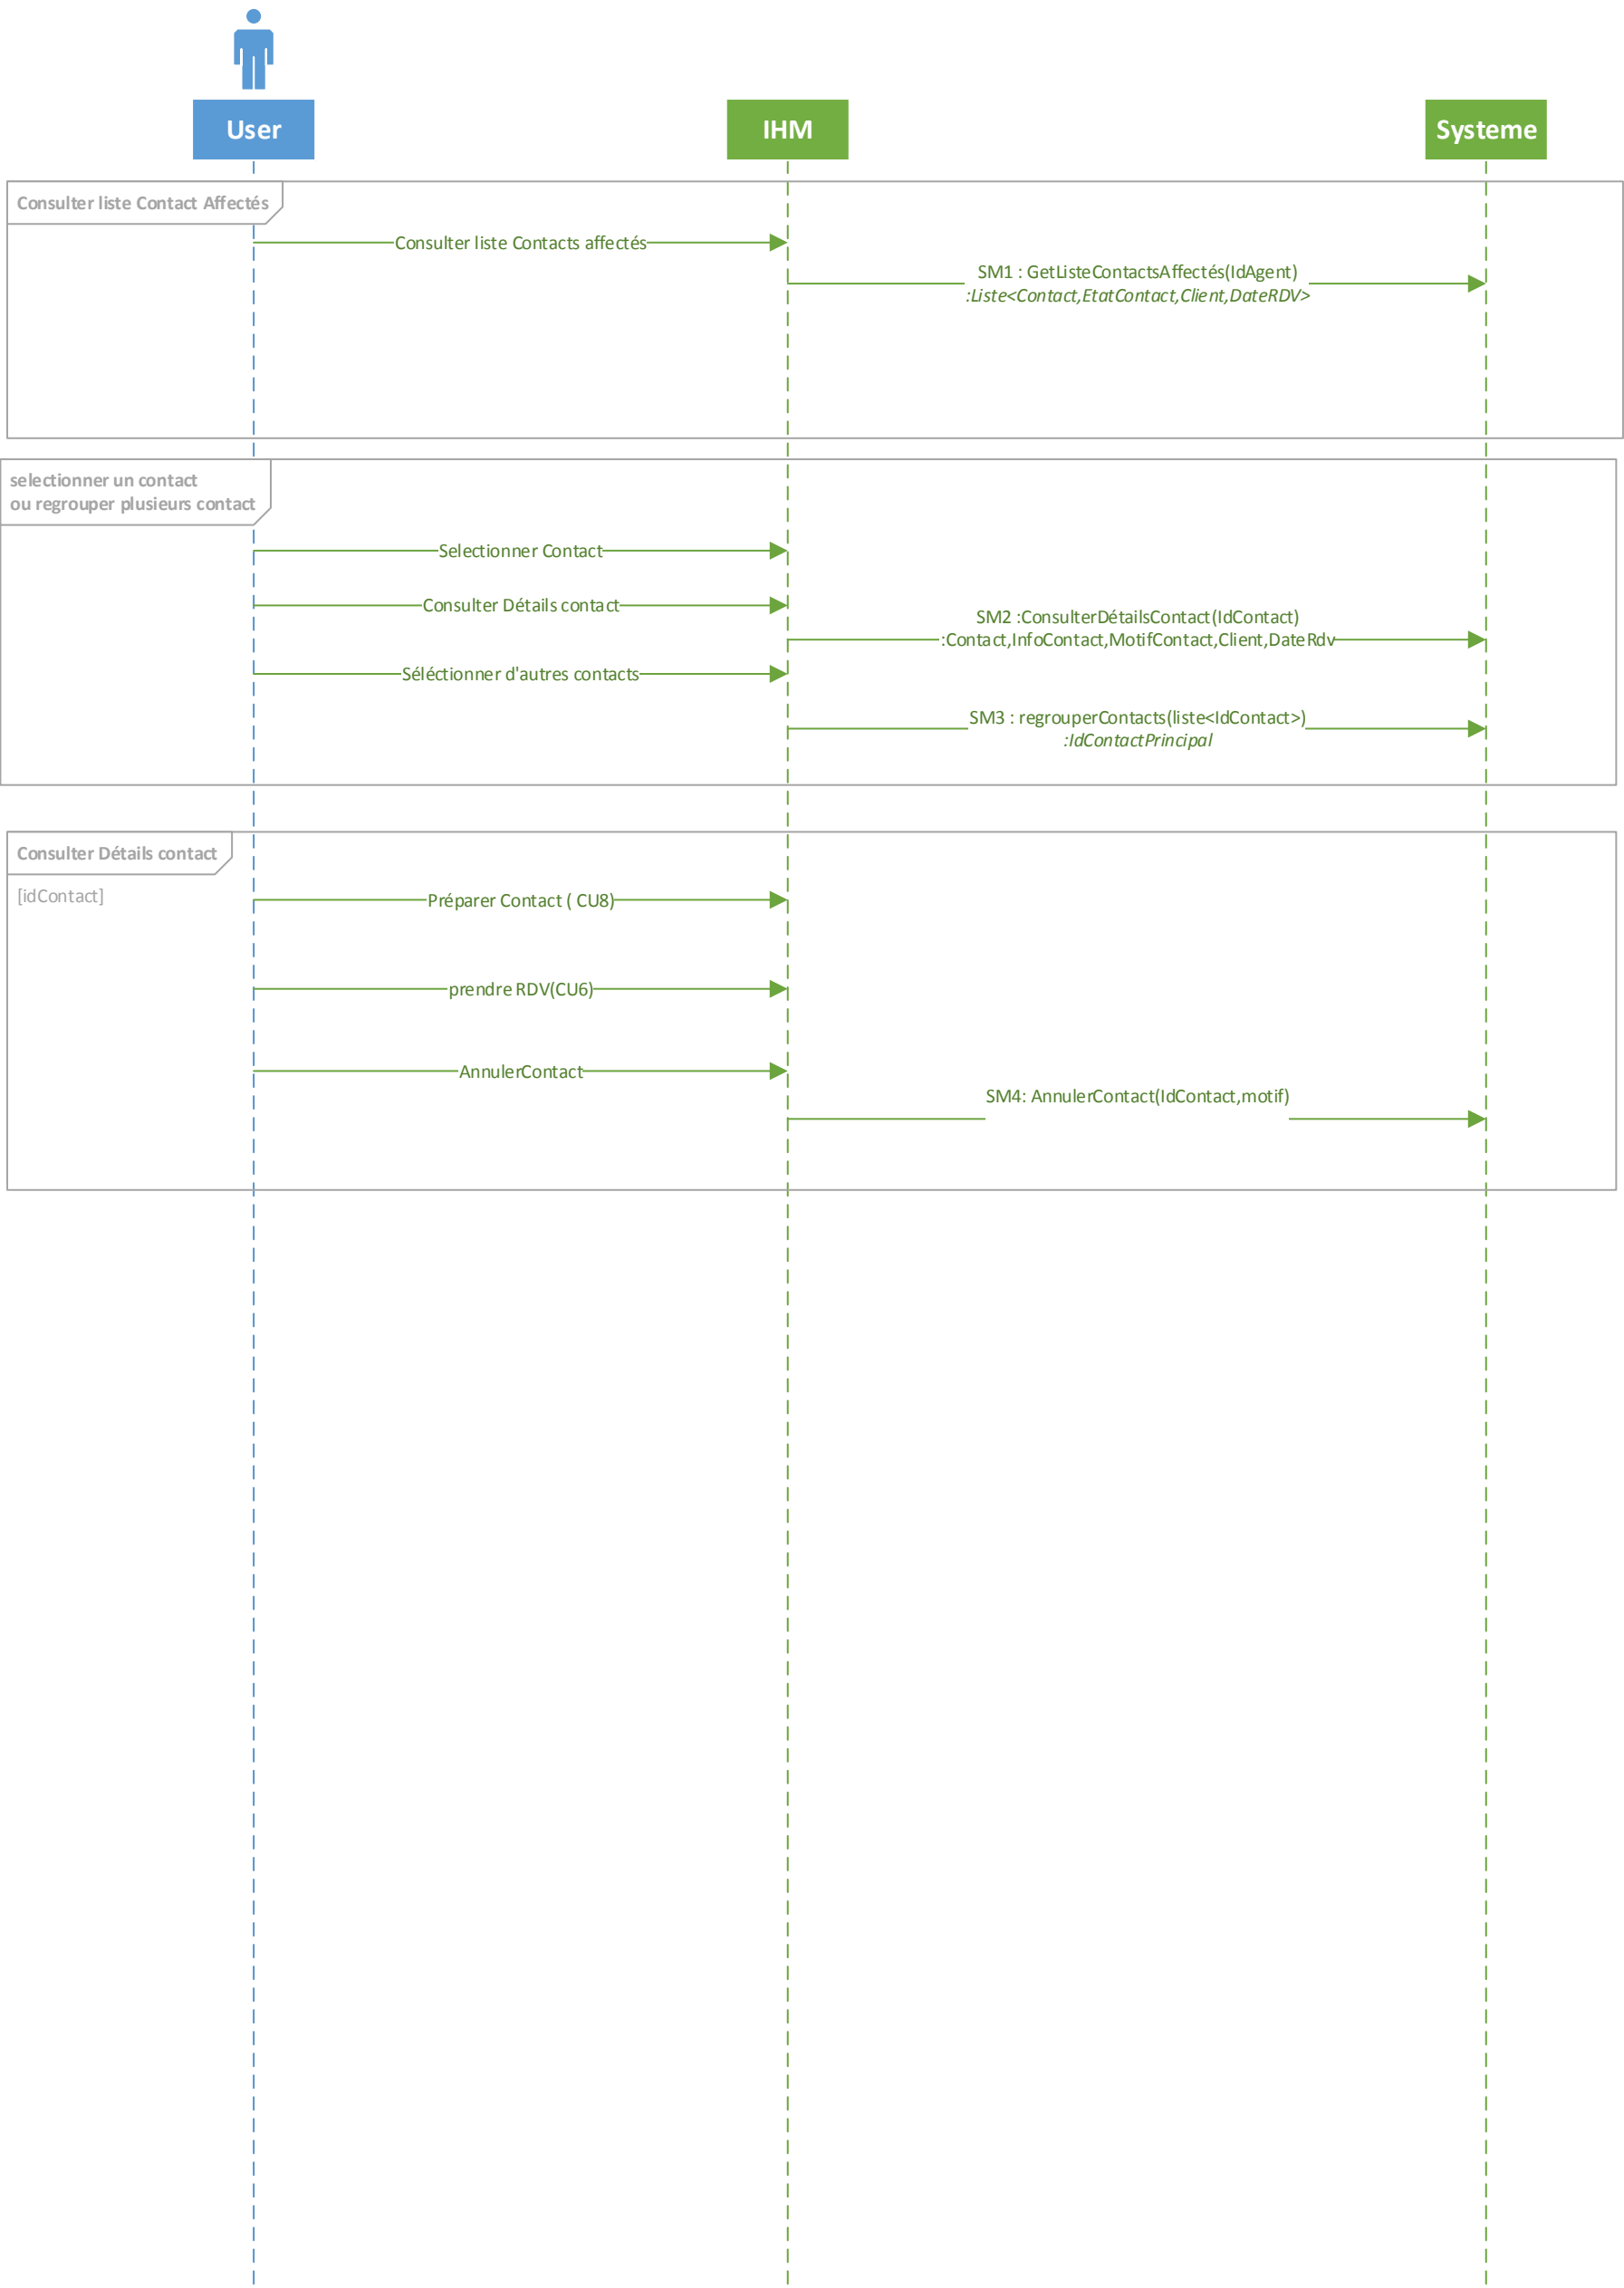 User
IHM
Systeme
Consulter liste Contact Affectés
Consulter liste Contacts affectés
SM1 : GetListeContactsAffectés(IdAgent)
:Liste<Contact,EtatContact,Client,DateRDV>
selectionner un contact
ou regrouper plusieurs contact
Selectionner Contact
Consulter Détails contact
SM2 :ConsulterDétailsContact(IdContact)
:Contact,InfoContact,MotifContact,Client,DateRdv
Séléctionner d'autres contacts
SM3 : regrouperContacts(liste<IdContact>)
:IdContactPrincipal
Consulter Détails contact
[idContact]
Préparer Contact ( CU8)
prendre RDV(CU6)
AnnulerContact
SM4: AnnulerContact(IdContact,motif)